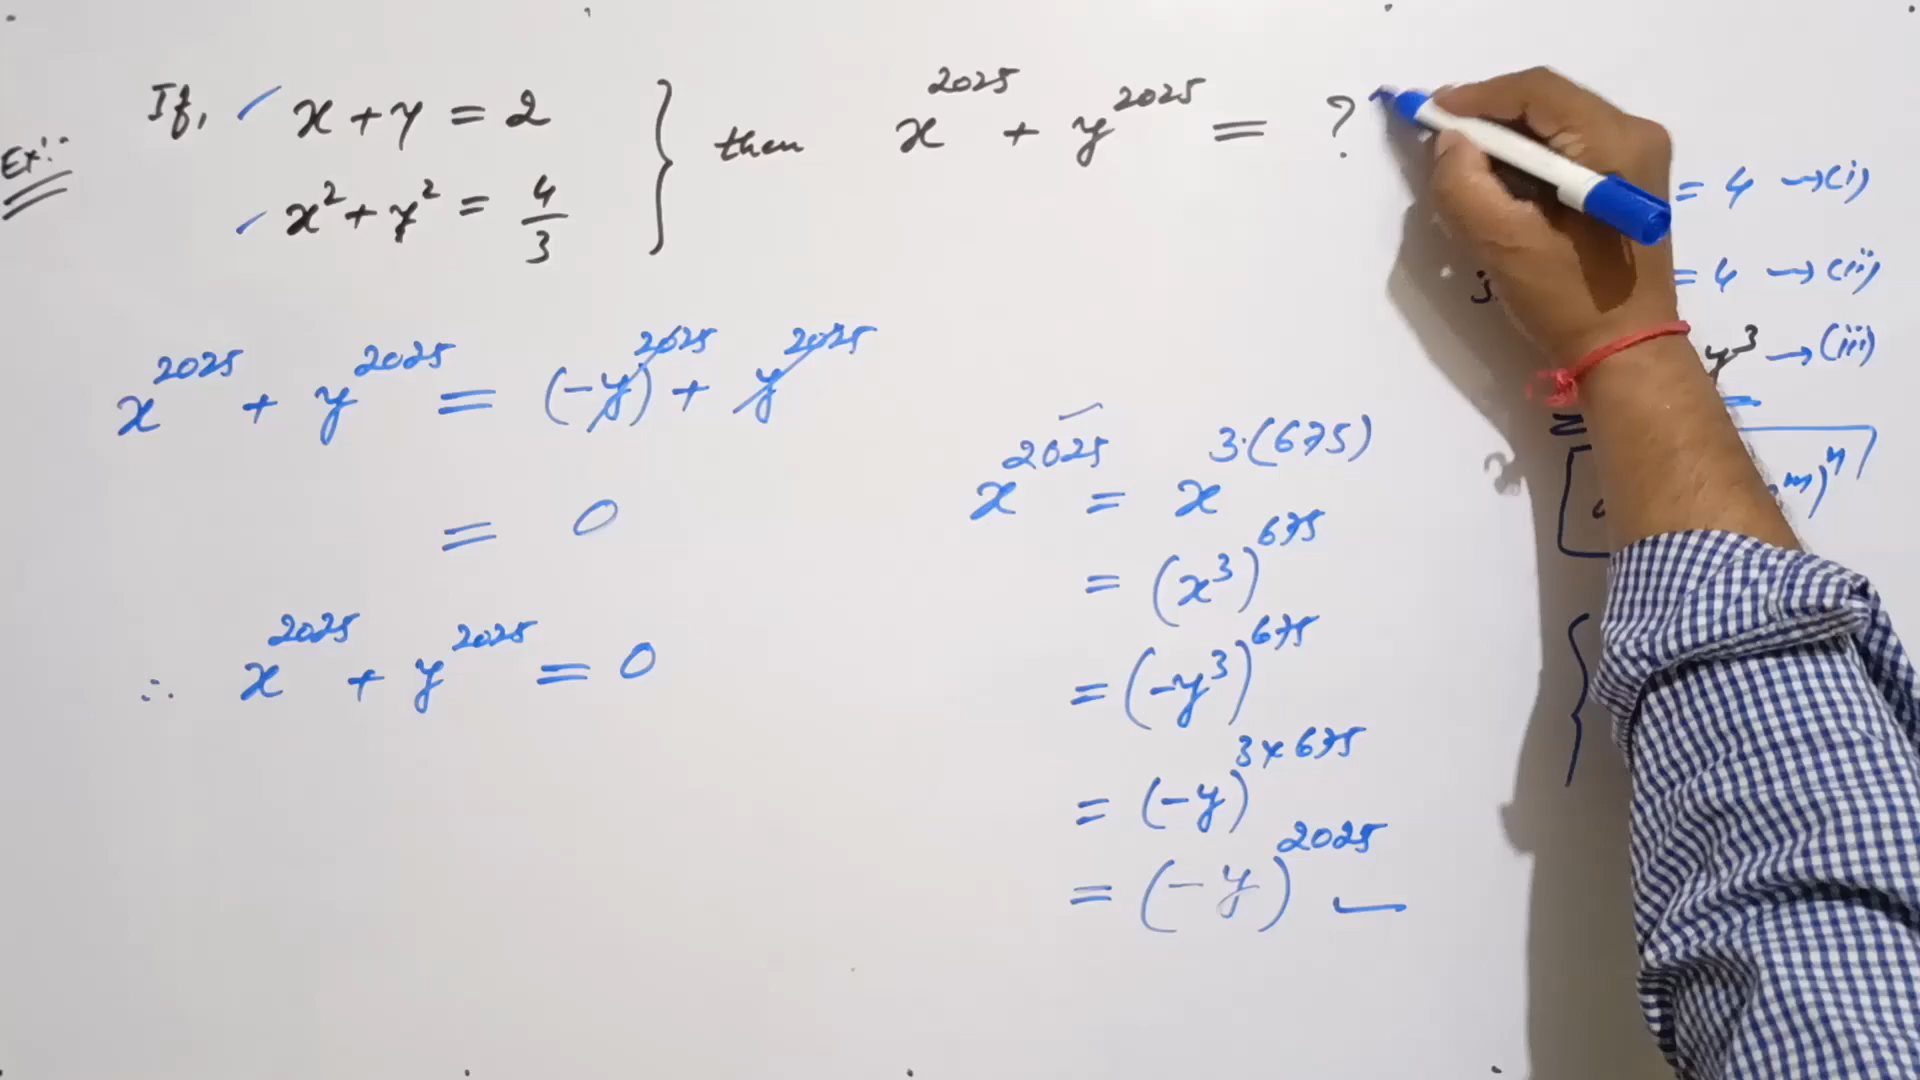 Ex:-
If, x + y = 2
x² + y² = 4/3
then x^2025 + y^2025 = ?
= 4 → (i)
= 4 → (ii)
y³ → (iii)
x^2025 + y^2025 = (-y)^2025 + y^2025
= 0
∴ x^2025 + y^2025 = 0
x^2025 = x^3·(675)
= (x³)^675
= (-y³)^675
= (-y)^3×675
= (-y)^2025
m)^n